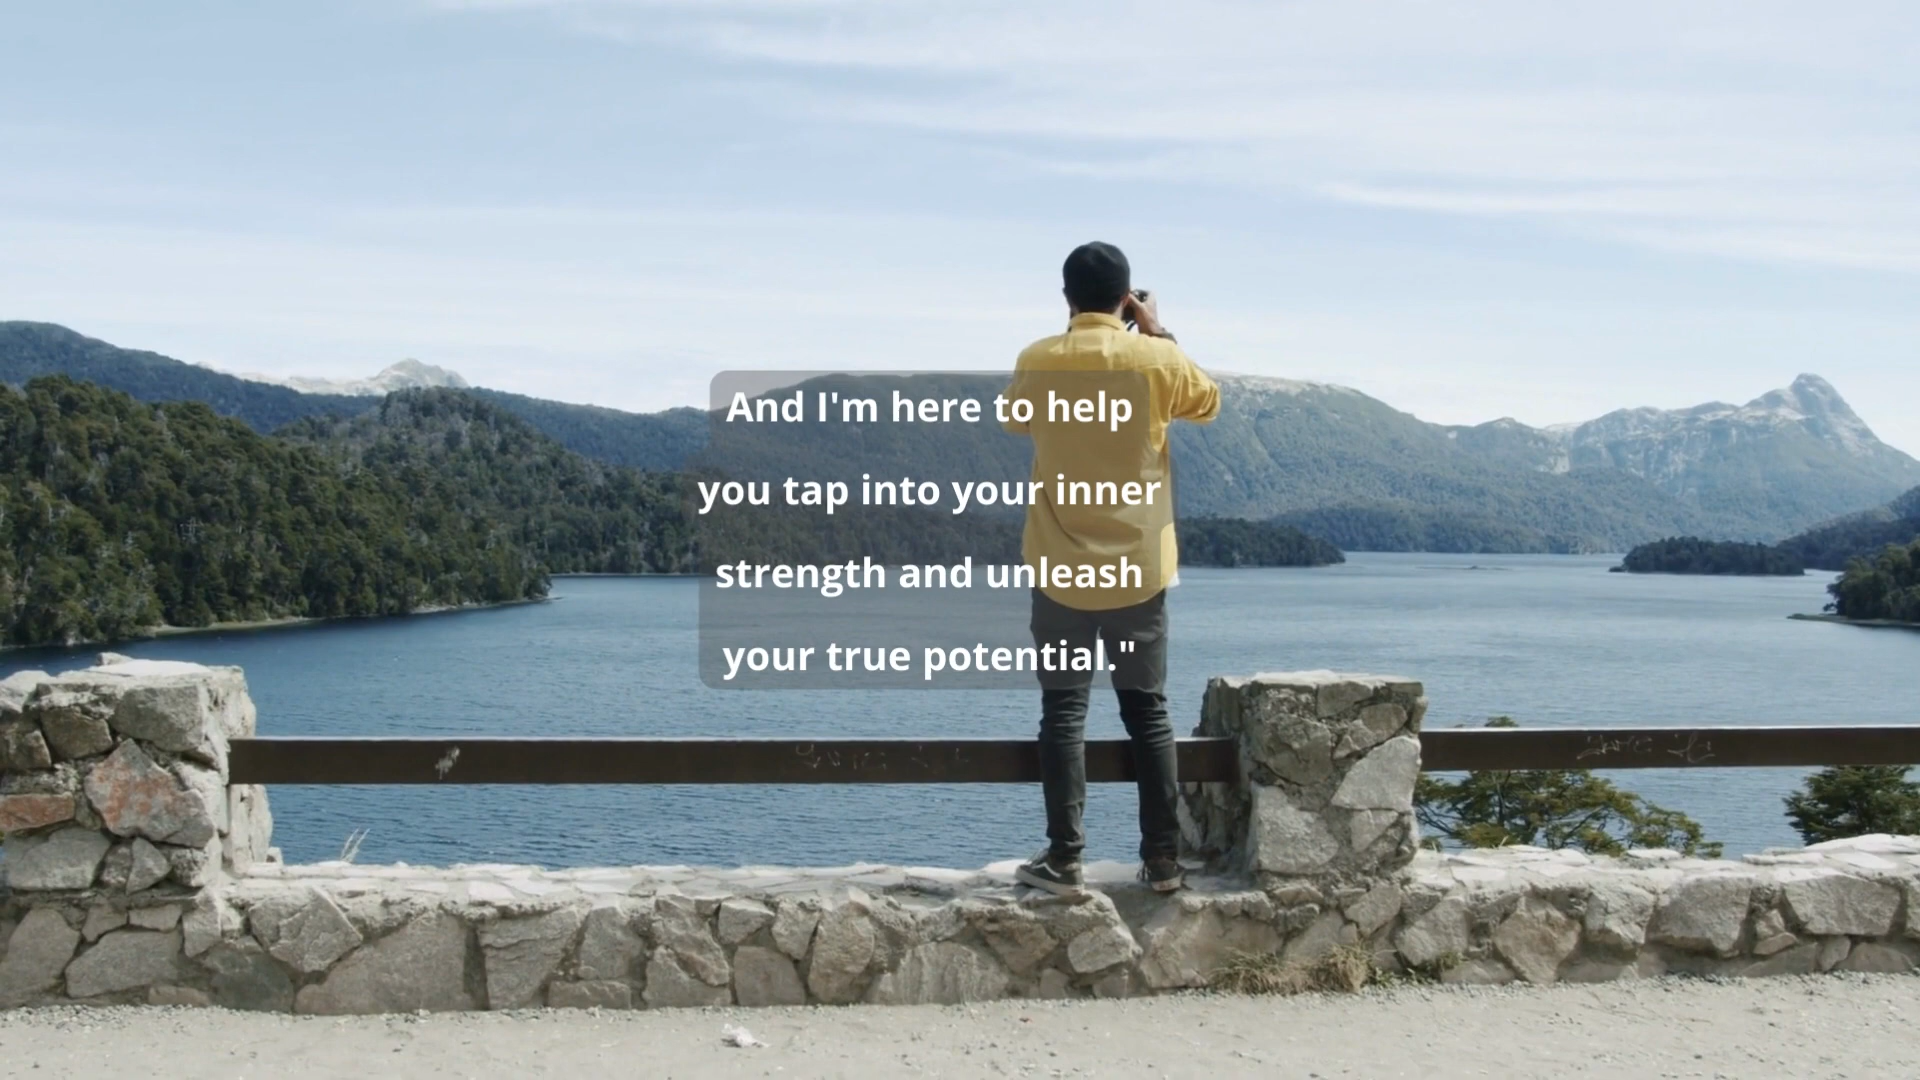 And I'm here to help
you tap into your inner
strength and unleash
your true potential."